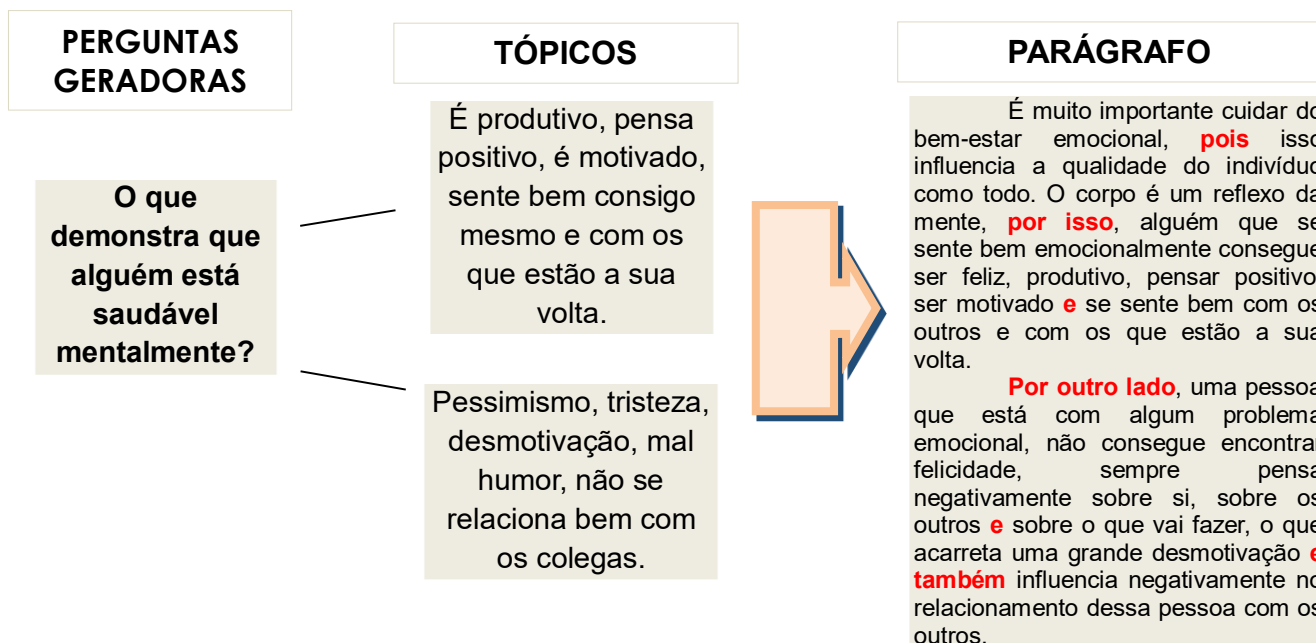 PERGUNTAS
GERADORAS
O que
demonstra que
alguém está
saudável
mentalmente?
TÓPICOS
É produtivo, pensa
positivo, é motivado,
sente bem consigo
mesmo e com os
que estão a sua
volta.
Pessimismo, tristeza,
desmotivação, mal
humor, não se
relaciona bem com
os colegas.
PARÁGRAFO
É muito importante cuidar do
bem-estar emocional, pois isso
influencia a qualidade do indivíduo
como todo. O corpo é um reflexo da
mente, por isso, alguém que se
sente bem emocionalmente consegue
ser feliz, produtivo, pensar positivo,
ser motivado e se sente bem com os
outros e com os que estão a sua
volta.
Por outro lado, uma pessoa
que está com algum problema
emocional, não consegue encontrar
felicidade, sempre pensa
negativamente sobre si, sobre os
outros e sobre o que vai fazer, o que
acarreta uma grande desmotivação e
também influencia negativamente no
relacionamento dessa pessoa com os
outros.